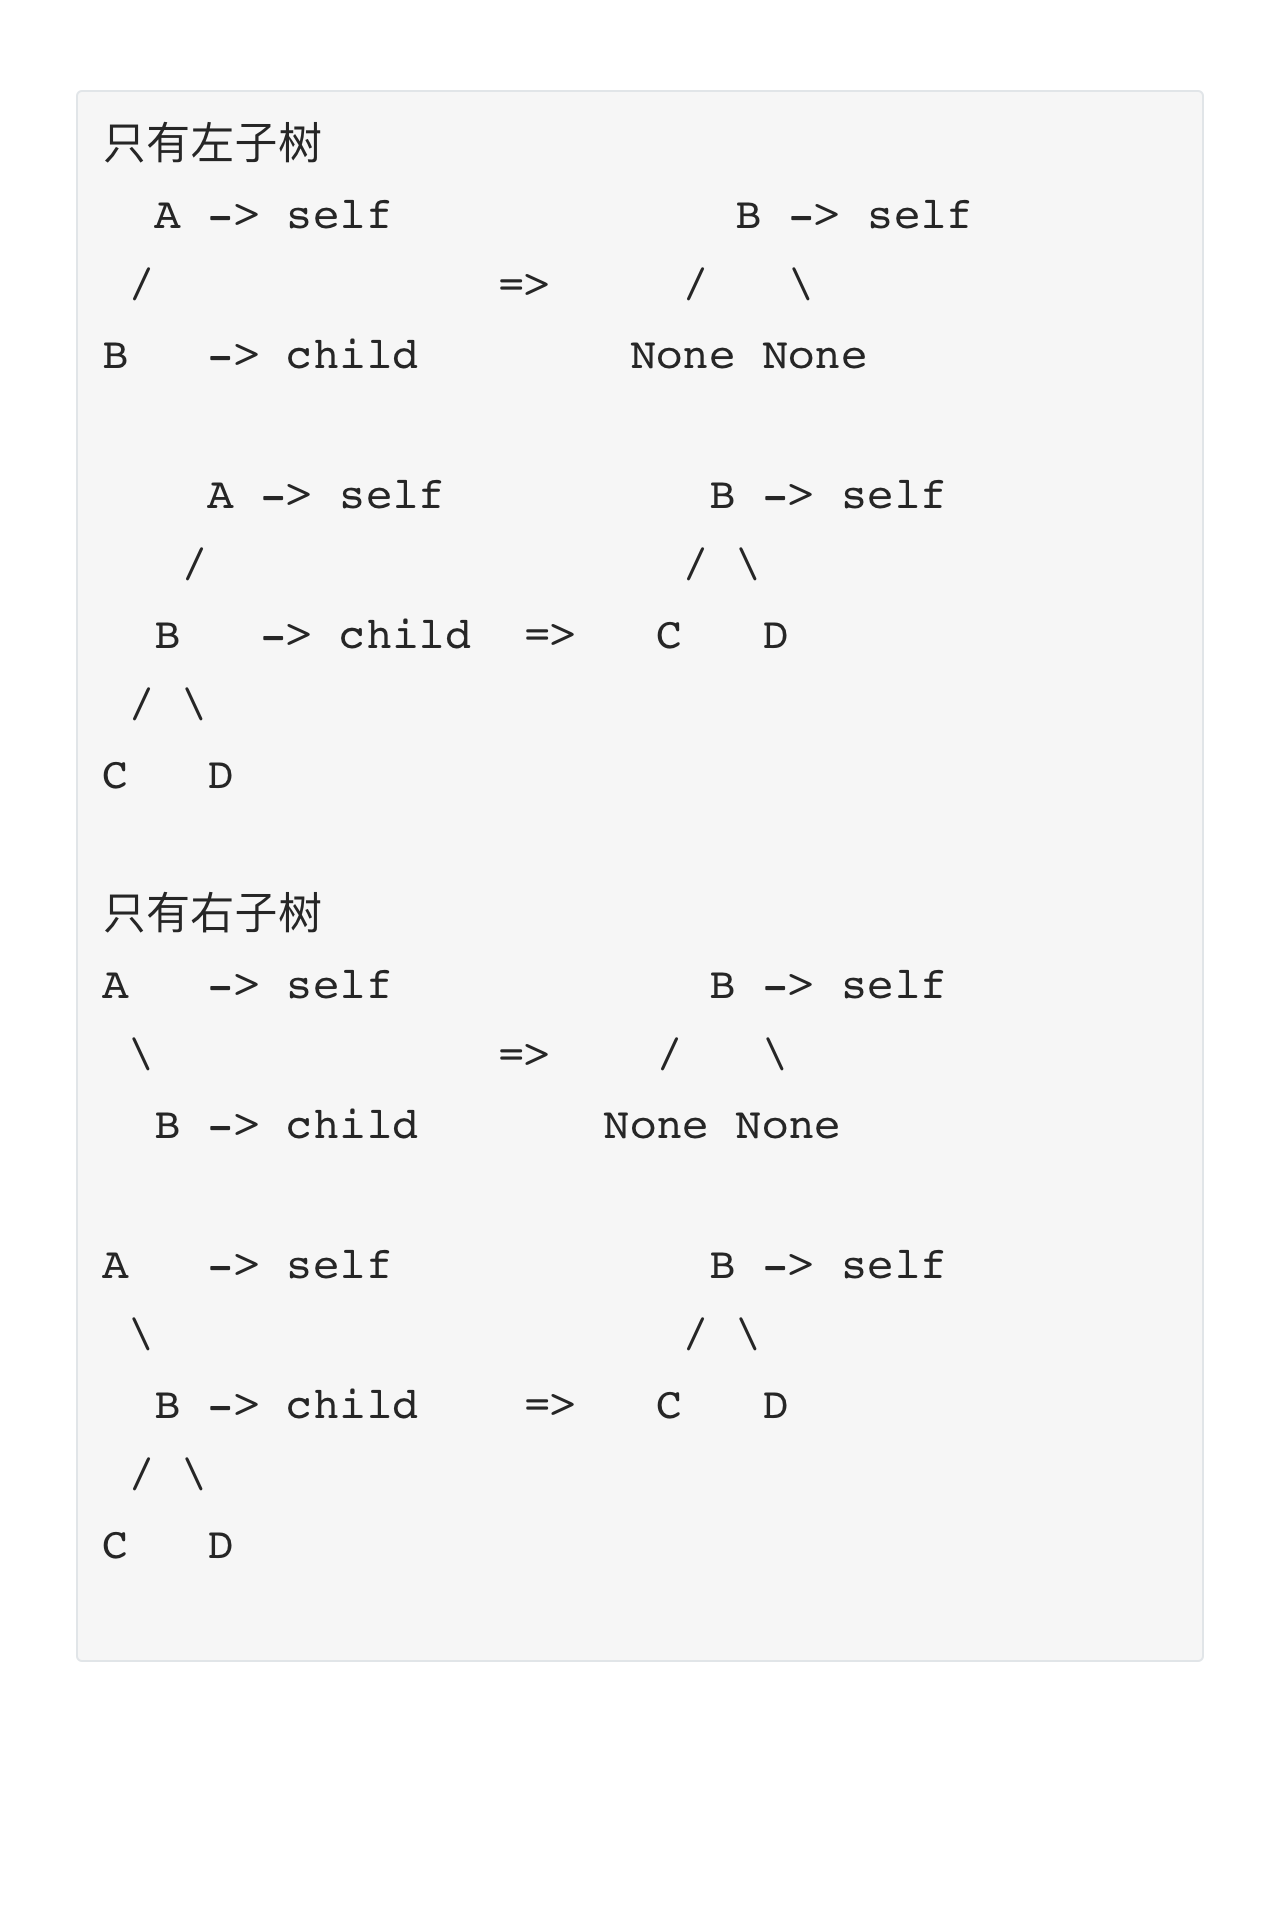 只有左子树
  A -> self             B -> self
 /             =>     /   \
B   -> child        None None

    A -> self          B -> self
   /                  / \
  B   -> child  =>   C   D
 / \
C   D

只有右子树
A   -> self            B -> self
 \             =>    /   \
  B -> child       None None

A   -> self            B -> self
 \                    / \
  B -> child    =>   C   D
 / \
C   D